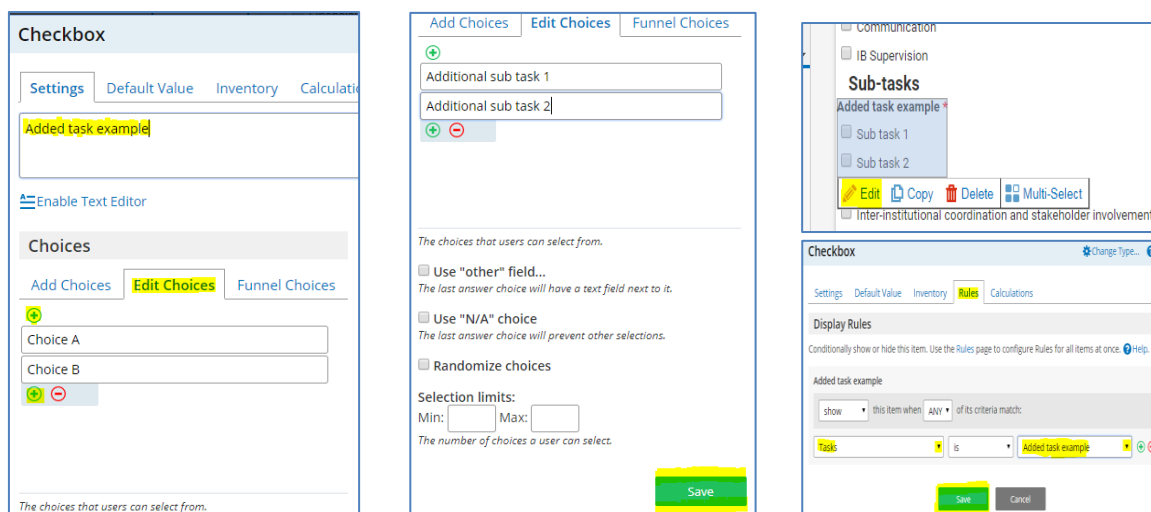 Checkbox
Settings Default Value Inventory
Added task example
Enable Text Editor
Choices
Add Choices Edit Choices Funnel Choices
Choice A
Choice B
The choices that users can select from.
Add Choices Edit Choices Funnel Choices
Additional sub task 1
Additional sub task 2
The choices that users can select from.
Use "other" field...
The last answer choice will have a text field next to it.
Use "N/A" choice
The last answer choice will prevent other selections.
Randomize choices
Selection limits:
Min: Max:
The number of choices a user can select.
Save
Communication
IB Supervision
Sub-tasks
Added task example *
Sub task 1
Sub task 2
Edit Copy Delete Multi-Select
Inter-institutional coordination and stakeholder involvement
Checkbox Change Type...
Settings Default Value Inventory Rules Calculations
Display Rules
Conditionally show or hide this item. Use the Rules page to configure Rules for all items at once. Help.
Added task example
show this item when ANY of its criteria match:
Tasks is Added task example
Save Cancel